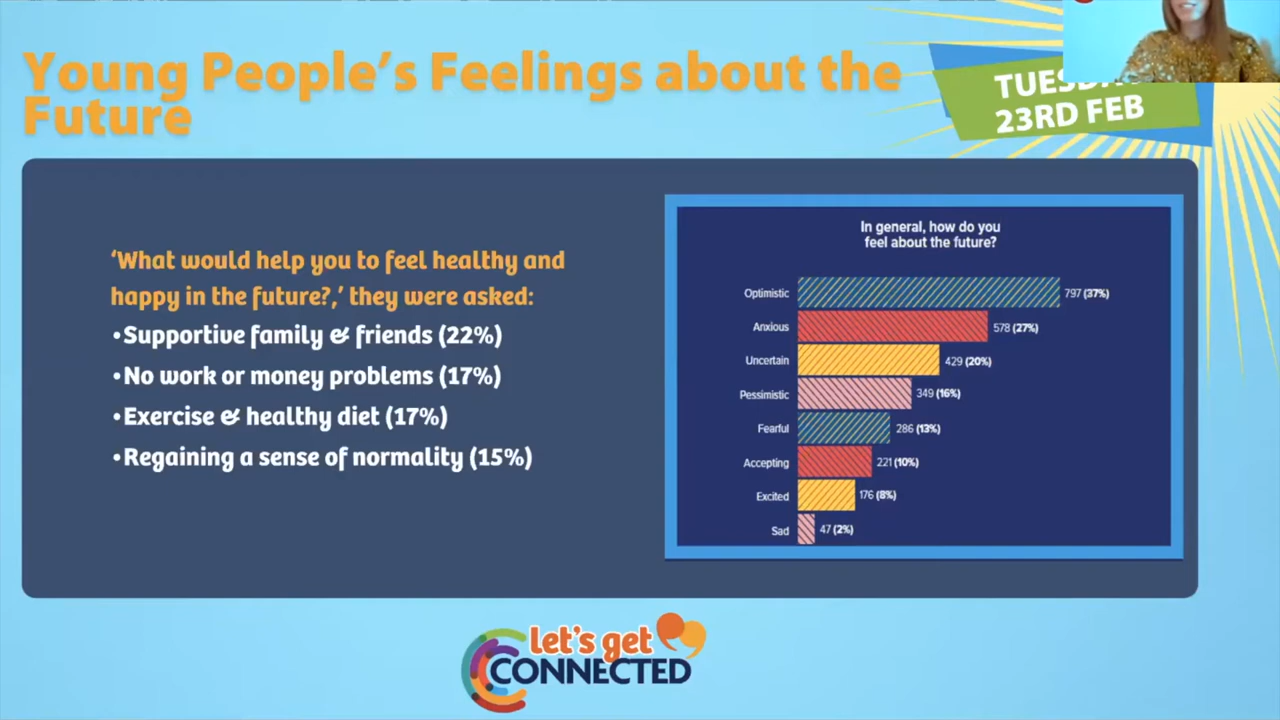 Young People's Feelings about the
Future
TUESDAY
23RD FEB
'What would help you to feel healthy and
happy in the future?,' they were asked:
•Supportive family & friends (22%)
•No work or money problems (17%)
•Exercise & healthy diet (17%)
•Regaining a sense of normality (15%)
In general, how do you
feel about the future?
Optimistic 797 (37%)
Anxious 578 (27%)
Uncertain 429 (20%)
Pessimistic 349 (16%)
Fearful 286 (13%)
Accepting 221 (10%)
Excited 176 (8%)
Sad 47 (2%)
let's get
CONNECTED